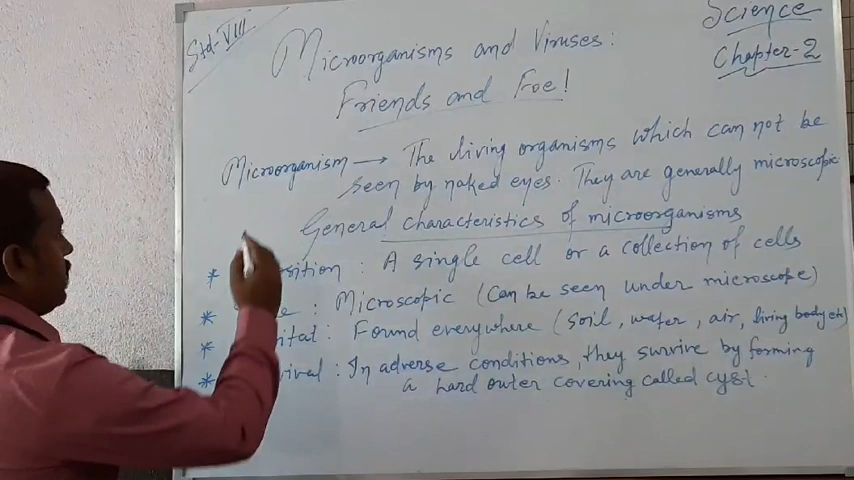 Std-VIII
Science
Chapter-2
Microorganisms and Viruses:
Friends and Foe!
Microorganism → The living organisms which can not be
seen by naked eyes. They are generally microscopic
General characteristics of microorganisms
* sition : A single cell or a collection of cells
* e : Microscopic (Can be seen under microscope)
* ital : Found everywhere (soil, water, air, living body etc)
* ival : In adverse conditions, they survive by forming
a hard outer covering called cyst.